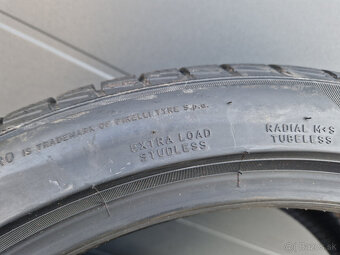 IS TRADEMARK OF PIRELLI TYRE S.p.A.
EXTRA LOAD
STUDLESS
RADIAL M+S
TUBELESS